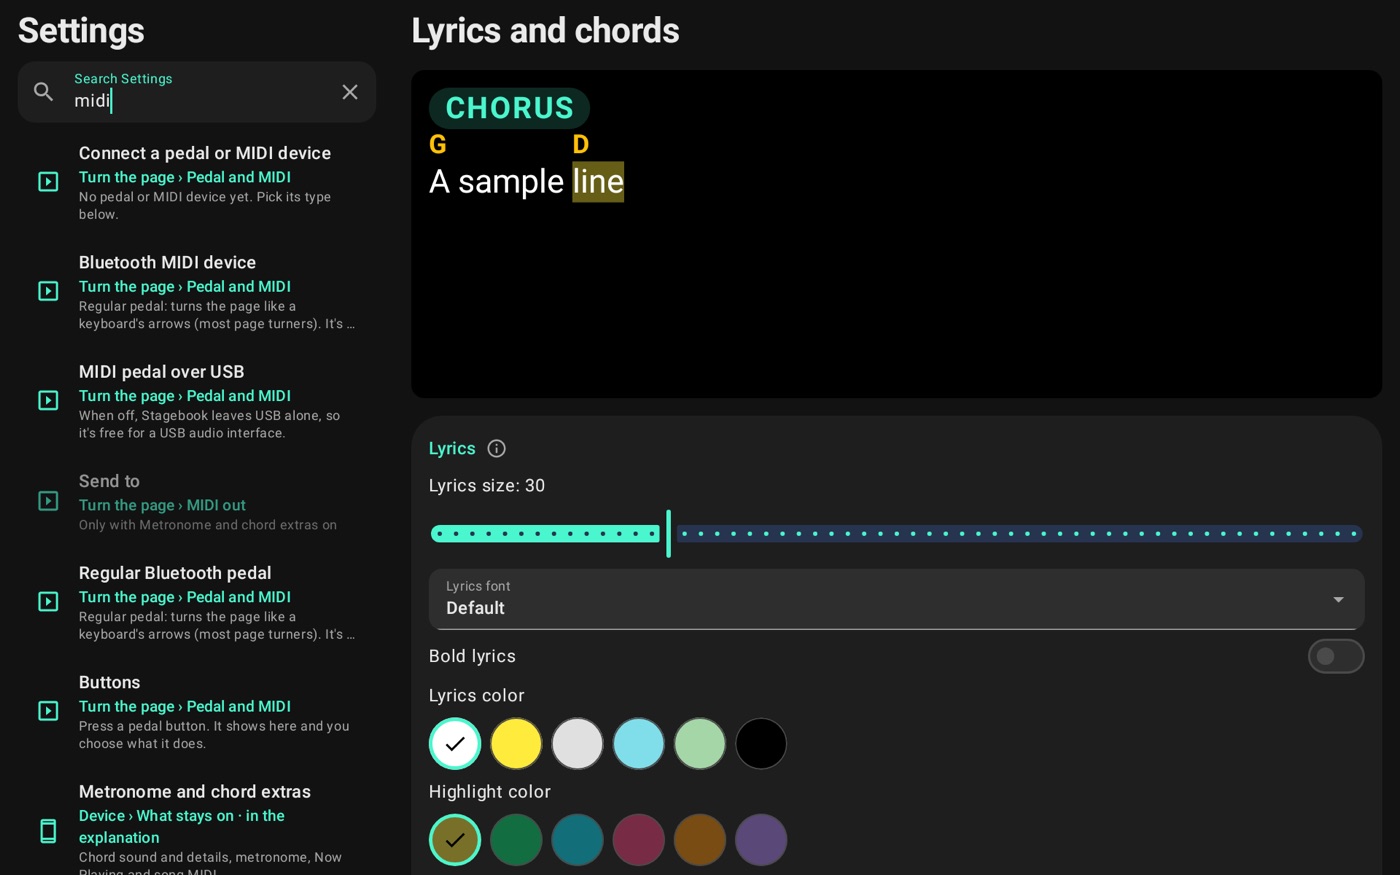 Settings
Search Settings
midi
Connect a pedal or MIDI device
Turn the page › Pedal and MIDI
No pedal or MIDI device yet. Pick its type
below.
Bluetooth MIDI device
Turn the page › Pedal and MIDI
Regular pedal: turns the page like a
keyboard's arrows (most page turners). It's …
MIDI pedal over USB
Turn the page › Pedal and MIDI
When off, Stagebook leaves USB alone, so
it's free for a USB audio interface.
Send to
Turn the page › MIDI out
Only with Metronome and chord extras on
Regular Bluetooth pedal
Turn the page › Pedal and MIDI
Regular pedal: turns the page like a
keyboard's arrows (most page turners). It's …
Buttons
Turn the page › Pedal and MIDI
Press a pedal button. It shows here and you
choose what it does.
Metronome and chord extras
Device › What stays on · in the
explanation
Chord sound and details, metronome, Now
Playing and song MIDI
Lyrics and chords
CHORUS
G D
A sample line
Lyrics
Lyrics size: 30
Lyrics font
Default
Bold lyrics
Lyrics color
Highlight color